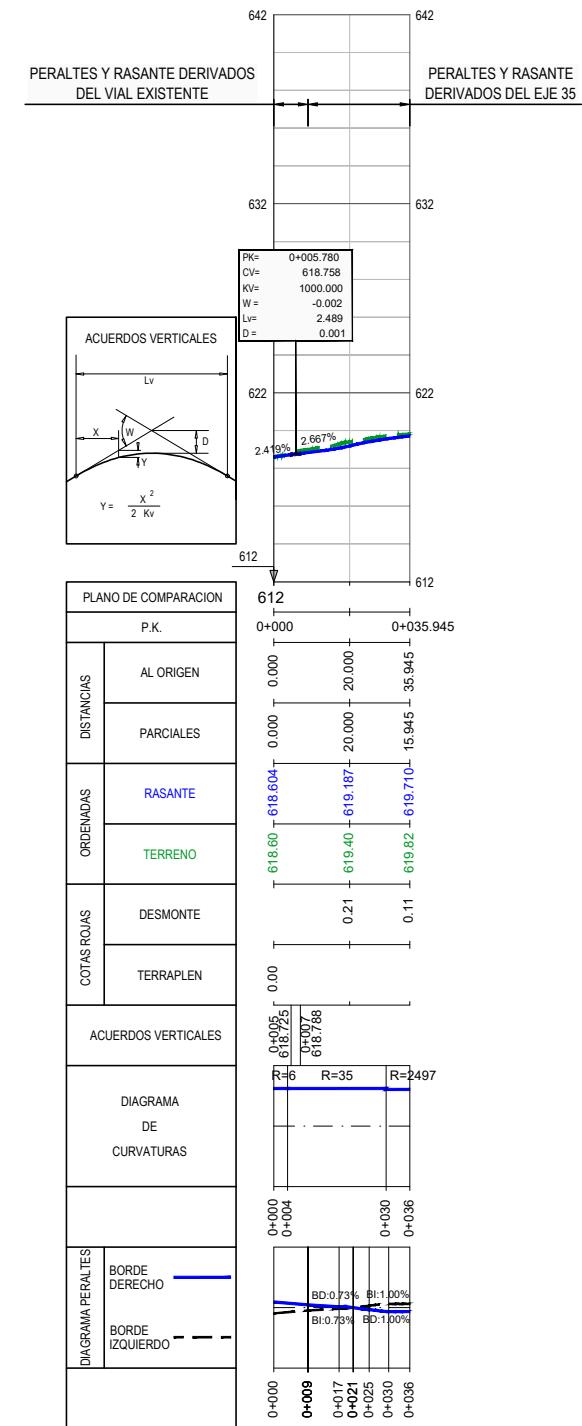 642
642
PERALTES Y RASANTE DERIVADOS
DEL VIAL EXISTENTE
PERALTES Y RASANTE
DERIVADOS DEL EJE 35
632
632
PK= 0+005.780
CV= 618.758
KV= 1000.000
W = -0.002
Lv= 2.489
D = 0.001
ACUERDOS VERTICALES
Lv
X
W
D
Y
Y = X 2
2 Kv
622
622
2.419%
2.667%
612
612
PLANO DE COMPARACION
612
P.K.
0+000
0+035.945
DISTANCIAS
AL ORIGEN
0.000
20.000
35.945
PARCIALES
0.000
20.000
15.945
ORDENADAS
RASANTE
618.604
619.187
619.710
TERRENO
618.60
619.40
619.82
COTAS ROJAS
DESMONTE
0.21
0.11
TERRAPLEN
0.00
ACUERDOS VERTICALES
0+005
618.725
0+007
618.788
DIAGRAMA
DE
CURVATURAS
R=6
R=35
R=2497
0+000
0+004
0+030
0+036
DIAGRAMA PERALTES
BORDE
DERECHO
BORDE
IZQUIERDO
BD:0.73%
BI:1.00%
BI:0.73%
BD:1.00%
0+000
0+009
0+017
0+021
0+025
0+030
0+036